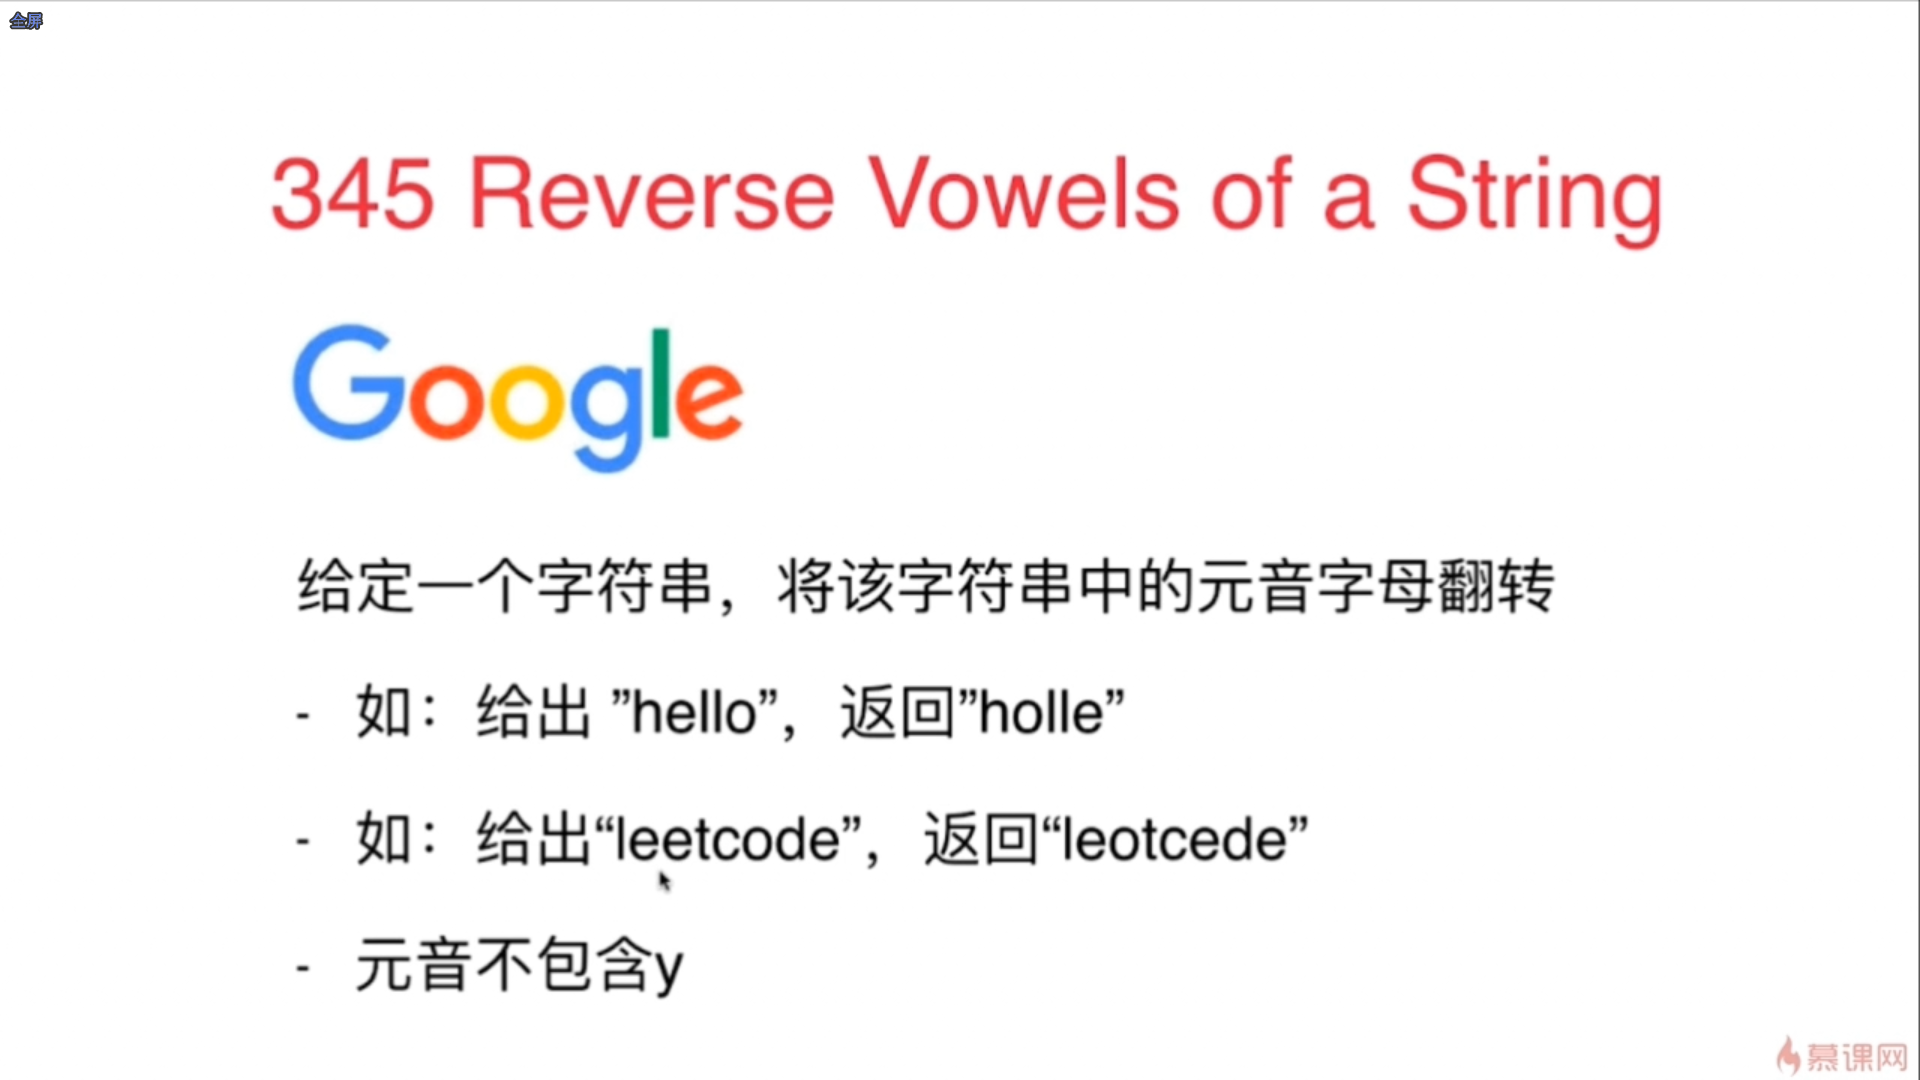 全屏
345 Reverse Vowels of a String
Google
给定一个字符串，将该字符串中的元音字母翻转
- 如：给出 ”hello”，返回”holle”
- 如：给出“leetcode”，返回“leotcede”
- 元音不包含y
慕课网